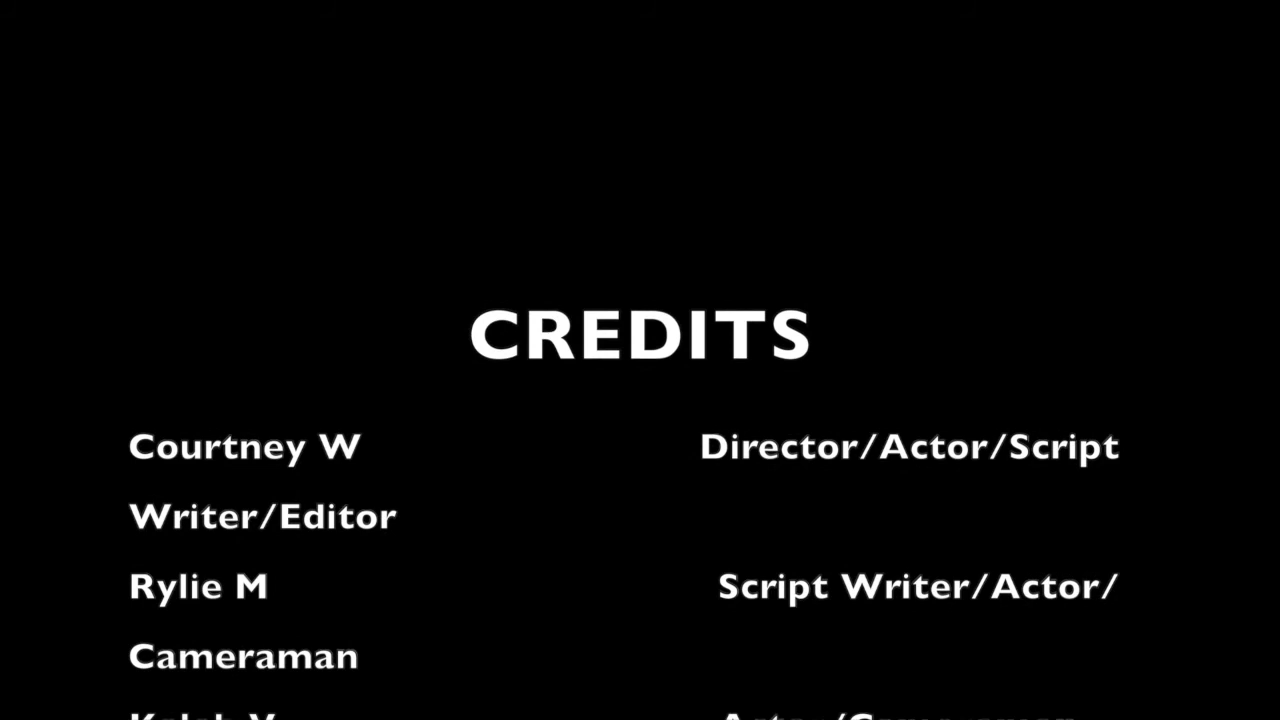 CREDITS
Courtney W Director/Actor/Script
Writer/Editor
Rylie M Script Writer/Actor/
Cameraman